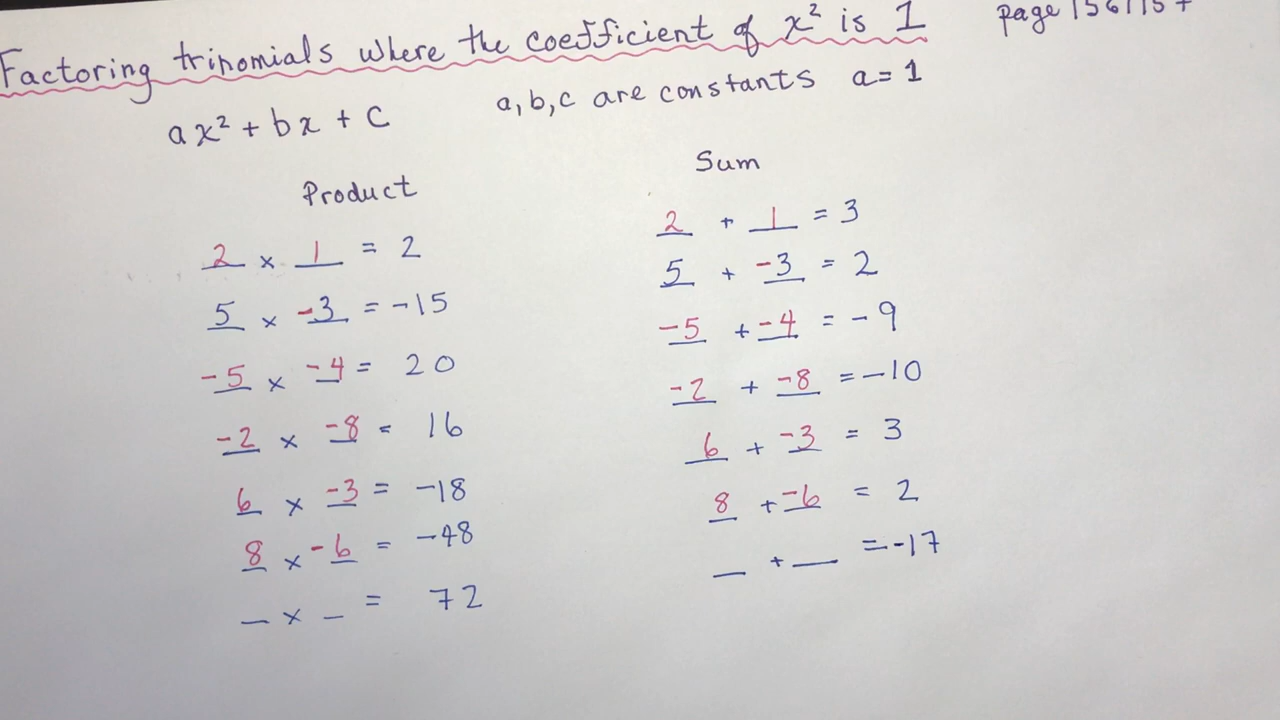 Factoring trinomials where the coefficient of x² is 1 page
ax² + bx + c a,b,c are constants a = 1
Product Sum
2 × 1 = 2 2 + 1 = 3
5 × -3 = -15 5 + -3 = 2
-5 × -4 = 20 -5 + -4 = -9
-2 × -8 = 16 -2 + -8 = -10
6 × -3 = -18 6 + -3 = 3
8 × -6 = -48 8 + -6 = 2
_ × _ = 72 _ + _ = -17